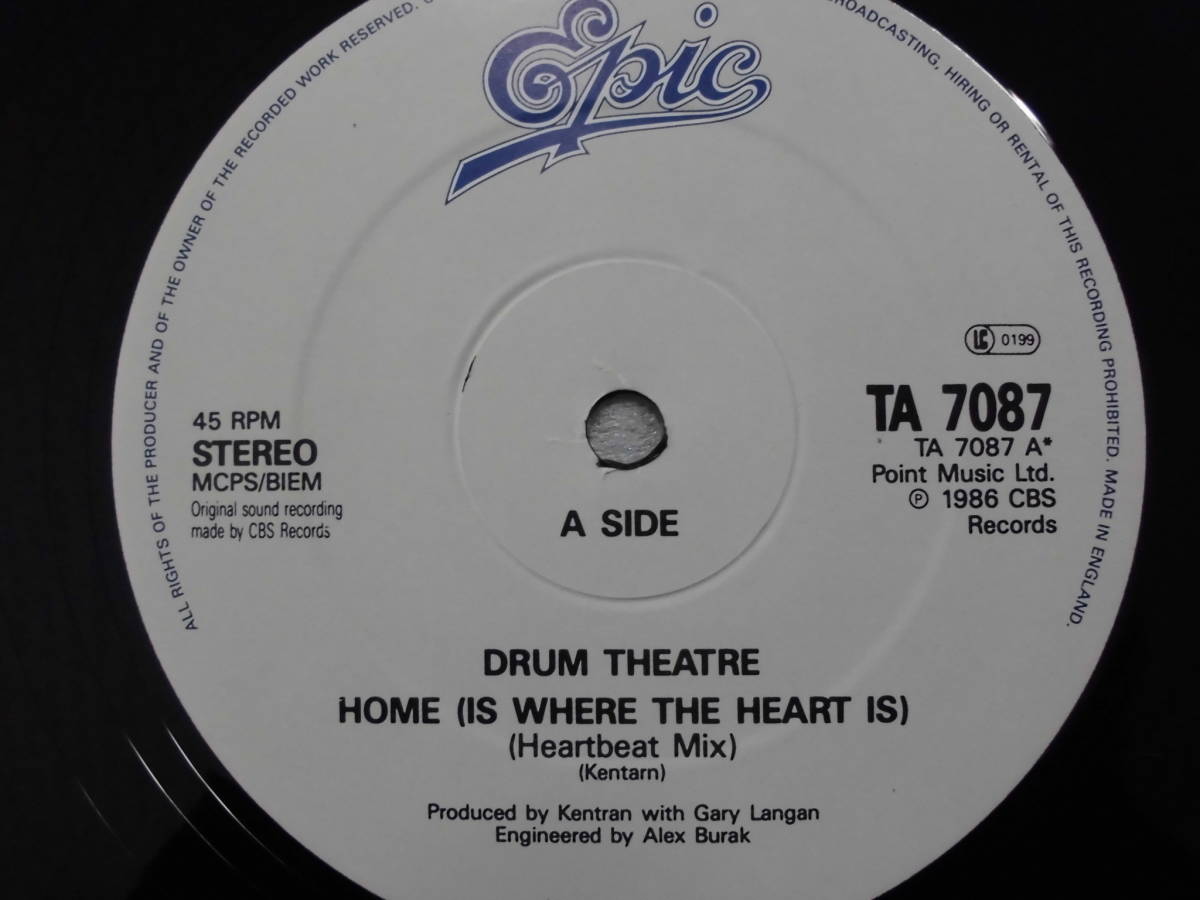 ALL RIGHTS OF THE PRODUCER AND OF THE OWNER OF THE RECORDED WORK RESERVED.
BROADCASTING, HIRING OR RENTAL OF THIS RECORDING PROHIBITED. MADE IN ENGLAND.
Epic
LC 0199
45 RPM
STEREO
MCPS/BIEM
Original sound recording
made by CBS Records
TA 7087
TA 7087 A*
Point Music Ltd.
℗ 1986 CBS
Records
A SIDE
DRUM THEATRE
HOME (IS WHERE THE HEART IS)
(Heartbeat Mix)
(Kentarn)
Produced by Kentran with Gary Langan
Engineered by Alex Burak